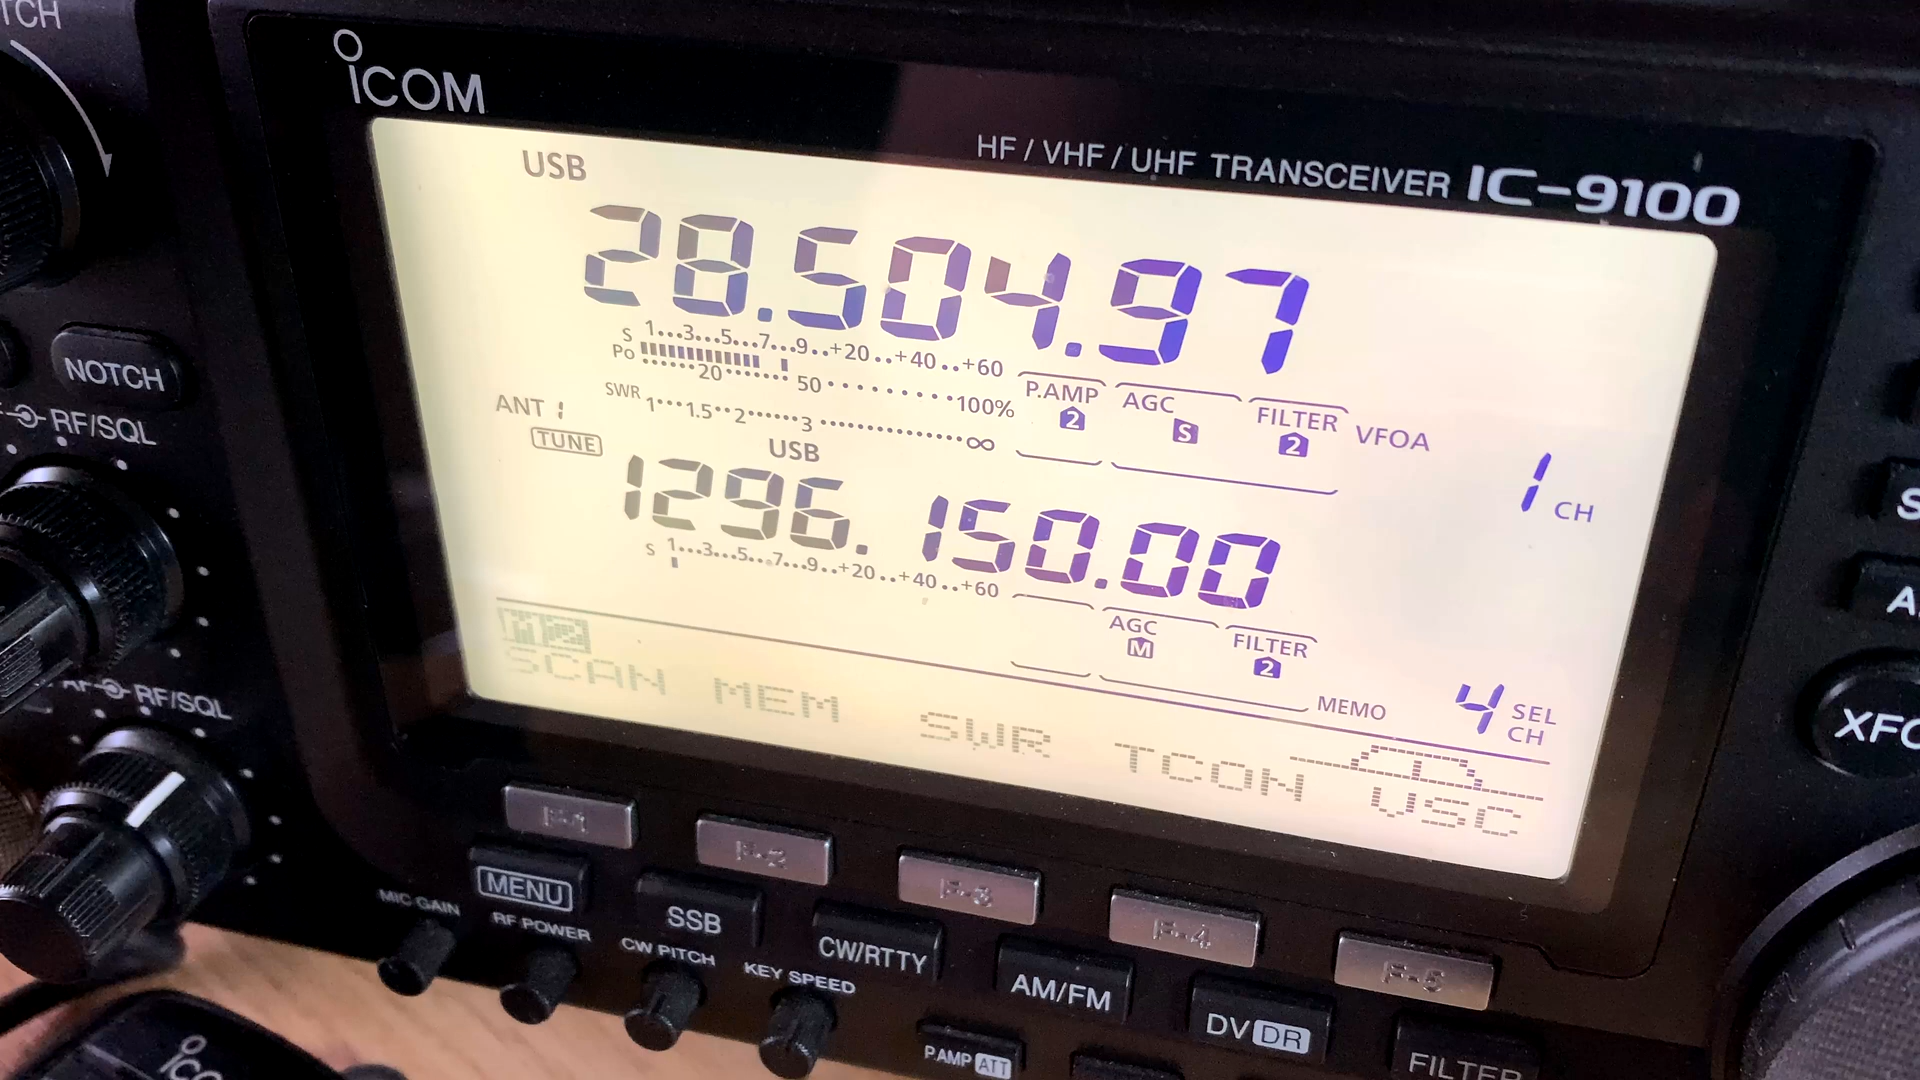 ICOM
HF / VHF / UHF TRANSCEIVER IC-9100
USB
28.504.97
S 1...3...5...7...9..+20..+40..+60
Po 20 50 100%
SWR 1 1.5 2 3 ∞
ANT 1
TUNE
P.AMP 2
AGC S
FILTER 2
VFOA
1 CH
USB
1296.150.00
S 1...3...5...7...9..+20..+40..+60
AGC M
FILTER 2
MEMO
4 SEL CH
SCAN MEM SWR TCON VSC
NOTCH
RF/SQL
AF RF/SQL
F-1 F-2 F-3 F-4 F-5
MENU
SSB
CW/RTTY
AM/FM
DV DR
MIC GAIN
RF POWER
CW PITCH
KEY SPEED
P.AMP ATT
FILTER